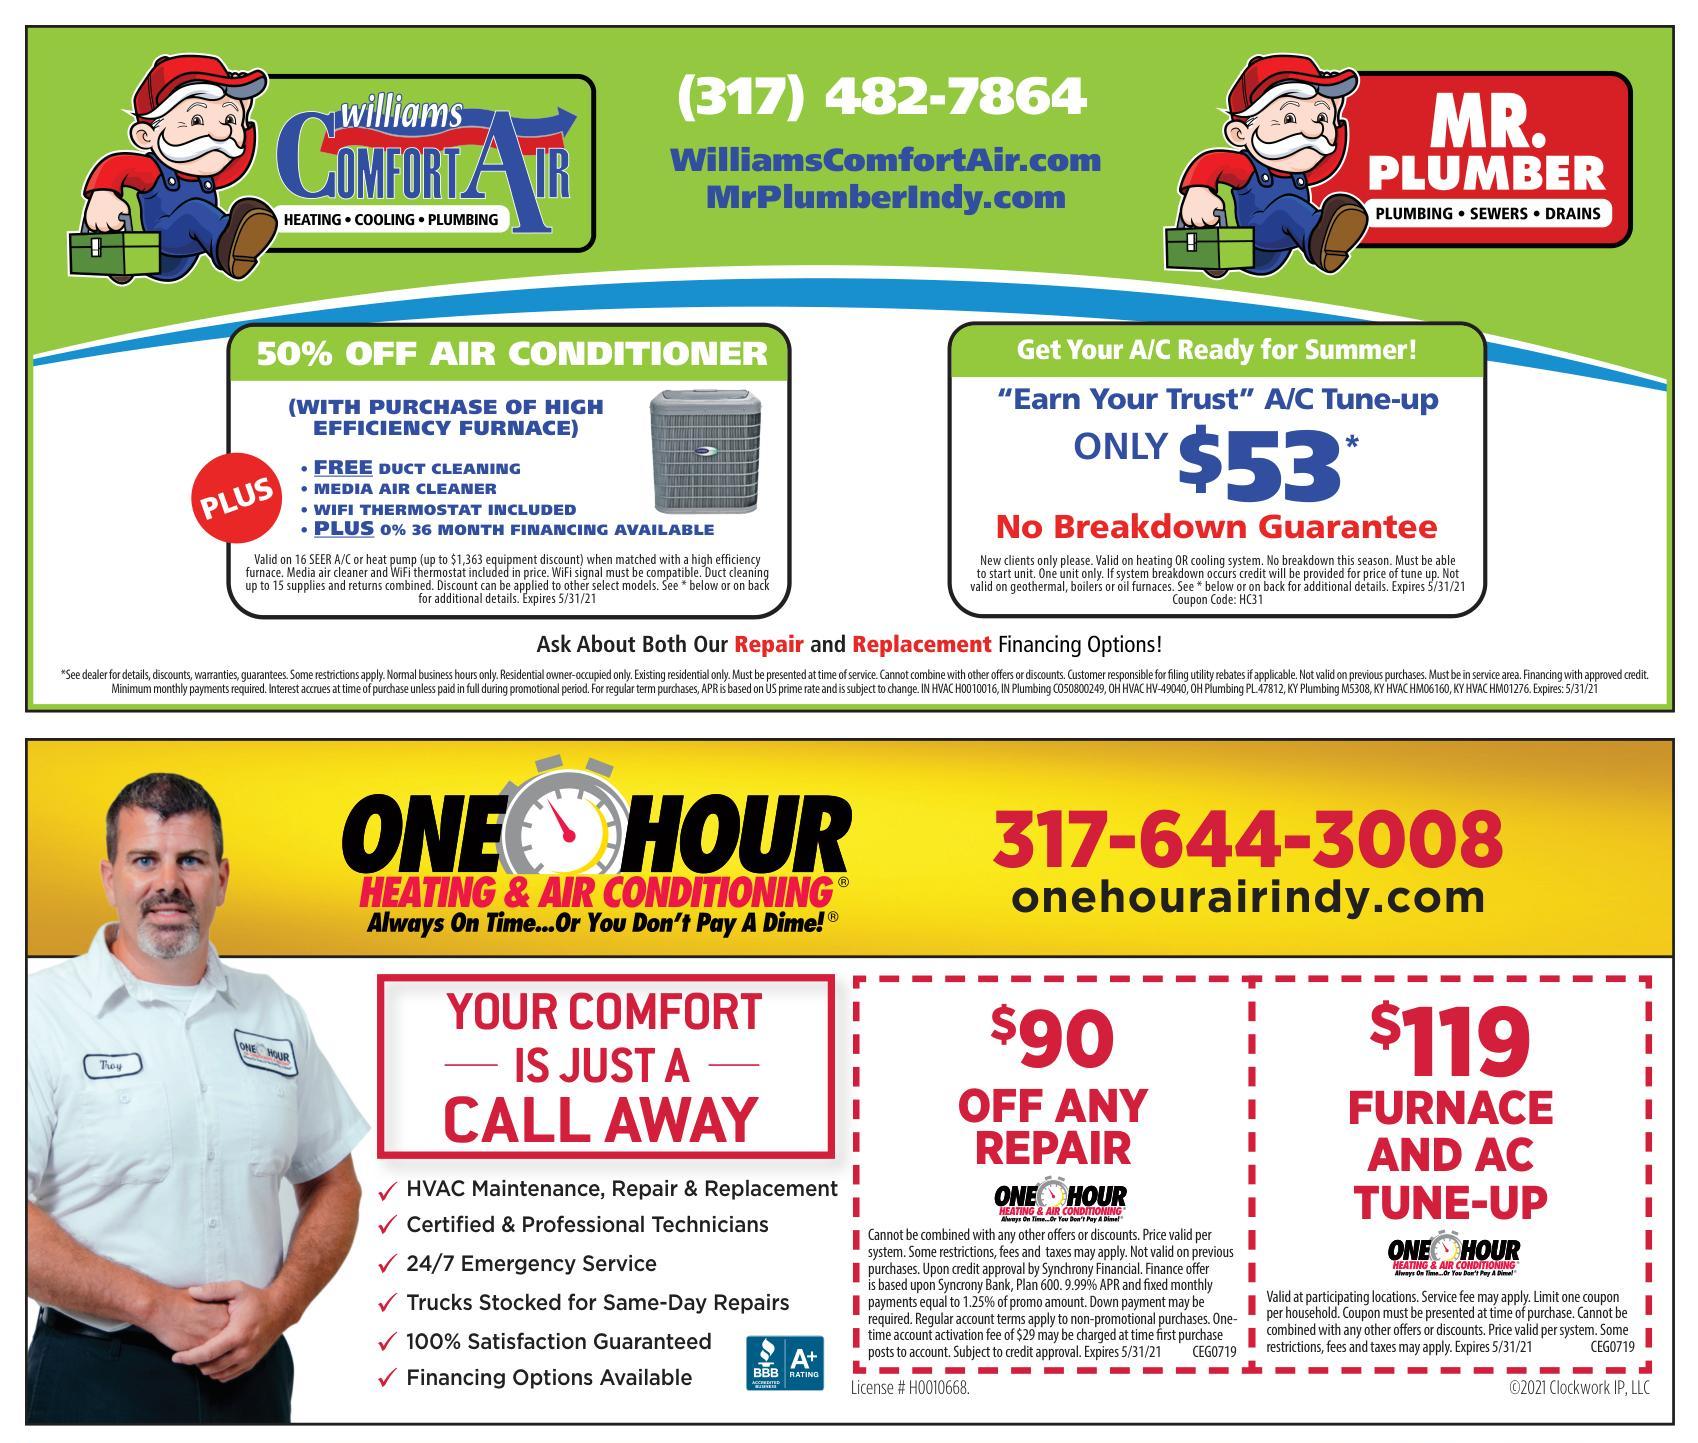 williams
COMFORT AIR
HEATING • COOLING • PLUMBING
(317) 482-7864
WilliamsComfortAir.com
MrPlumberIndy.com
MR.
PLUMBER
PLUMBING • SEWERS • DRAINS
50% OFF AIR CONDITIONER
(WITH PURCHASE OF HIGH
EFFICIENCY FURNACE)
PLUS
• FREE DUCT CLEANING
• MEDIA AIR CLEANER
• WIFI THERMOSTAT INCLUDED
• PLUS 0% 36 MONTH FINANCING AVAILABLE
Valid on 16 SEER A/C or heat pump (up to $1,363 equipment discount) when matched with a high efficiency
furnace. Media air cleaner and WiFi thermostat included in price. WiFi signal must be compatible. Duct cleaning
up to 15 supplies and returns combined. Discount can be applied to other select models. See * below or on back
for additional details. Expires 5/31/21
Get Your A/C Ready for Summer!
“Earn Your Trust” A/C Tune-up
ONLY $53*
No Breakdown Guarantee
New clients only please. Valid on heating OR cooling system. No breakdown this season. Must be able
to start unit. One unit only. If system breakdown occurs credit will be provided for price of tune up. Not
valid on geothermal, boilers or oil furnaces. See * below or on back for additional details. Expires 5/31/21
Coupon Code: HC31
Ask About Both Our Repair and Replacement Financing Options!
*See dealer for details, discounts, warranties, guarantees. Some restrictions apply. Normal business hours only. Residential owner-occupied only. Existing residential only. Must be presented at time of service. Cannot combine with other offers or discounts. Customer responsible for filing utility rebates if applicable. Not valid on previous purchases. Must be in service area. Financing with approved credit.
Minimum monthly payments required. Interest accrues at time of purchase unless paid in full during promotional period. For regular term purchases, APR is based on US prime rate and is subject to change. IN HVAC H0010016, IN Plumbing CO50800249, OH HVAC HV-49040, OH Plumbing PL.47812, KY Plumbing M5308, KY HVAC HM06160, KY HVAC HM01276. Expires: 5/31/21
ONE HOUR
HEATING & AIR CONDITIONING®
Always On Time...Or You Don't Pay A Dime!®
317-644-3008
onehourairindy.com
Troy
ONE HOUR
YOUR COMFORT
IS JUST A
CALL AWAY
✓ HVAC Maintenance, Repair & Replacement
✓ Certified & Professional Technicians
✓ 24/7 Emergency Service
✓ Trucks Stocked for Same-Day Repairs
✓ 100% Satisfaction Guaranteed
✓ Financing Options Available
BBB
ACCREDITED
BUSINESS
A+
RATING
$90
OFF ANY
REPAIR
ONE HOUR
HEATING & AIR CONDITIONING®
Always On Time...Or You Don't Pay A Dime!®
Cannot be combined with any other offers or discounts. Price valid per
system. Some restrictions, fees and taxes may apply. Not valid on previous
purchases. Upon credit approval by Synchrony Financial. Finance offer
is based upon Syncrony Bank, Plan 600. 9.99% APR and fixed monthly
payments equal to 1.25% of promo amount. Down payment may be
required. Regular account terms apply to non-promotional purchases. One-
time account activation fee of $29 may be charged at time first purchase
posts to account. Subject to credit approval. Expires 5/31/21 CEG0719
$119
FURNACE
AND AC
TUNE-UP
ONE HOUR
HEATING & AIR CONDITIONING®
Always On Time...Or You Don't Pay A Dime!®
Valid at participating locations. Service fee may apply. Limit one coupon
per household. Coupon must be presented at time of purchase. Cannot be
combined with any other offers or discounts. Price valid per system. Some
restrictions, fees and taxes may apply. Expires 5/31/21 CEG0719
License # H0010668.
©2021 Clockwork IP, LLC